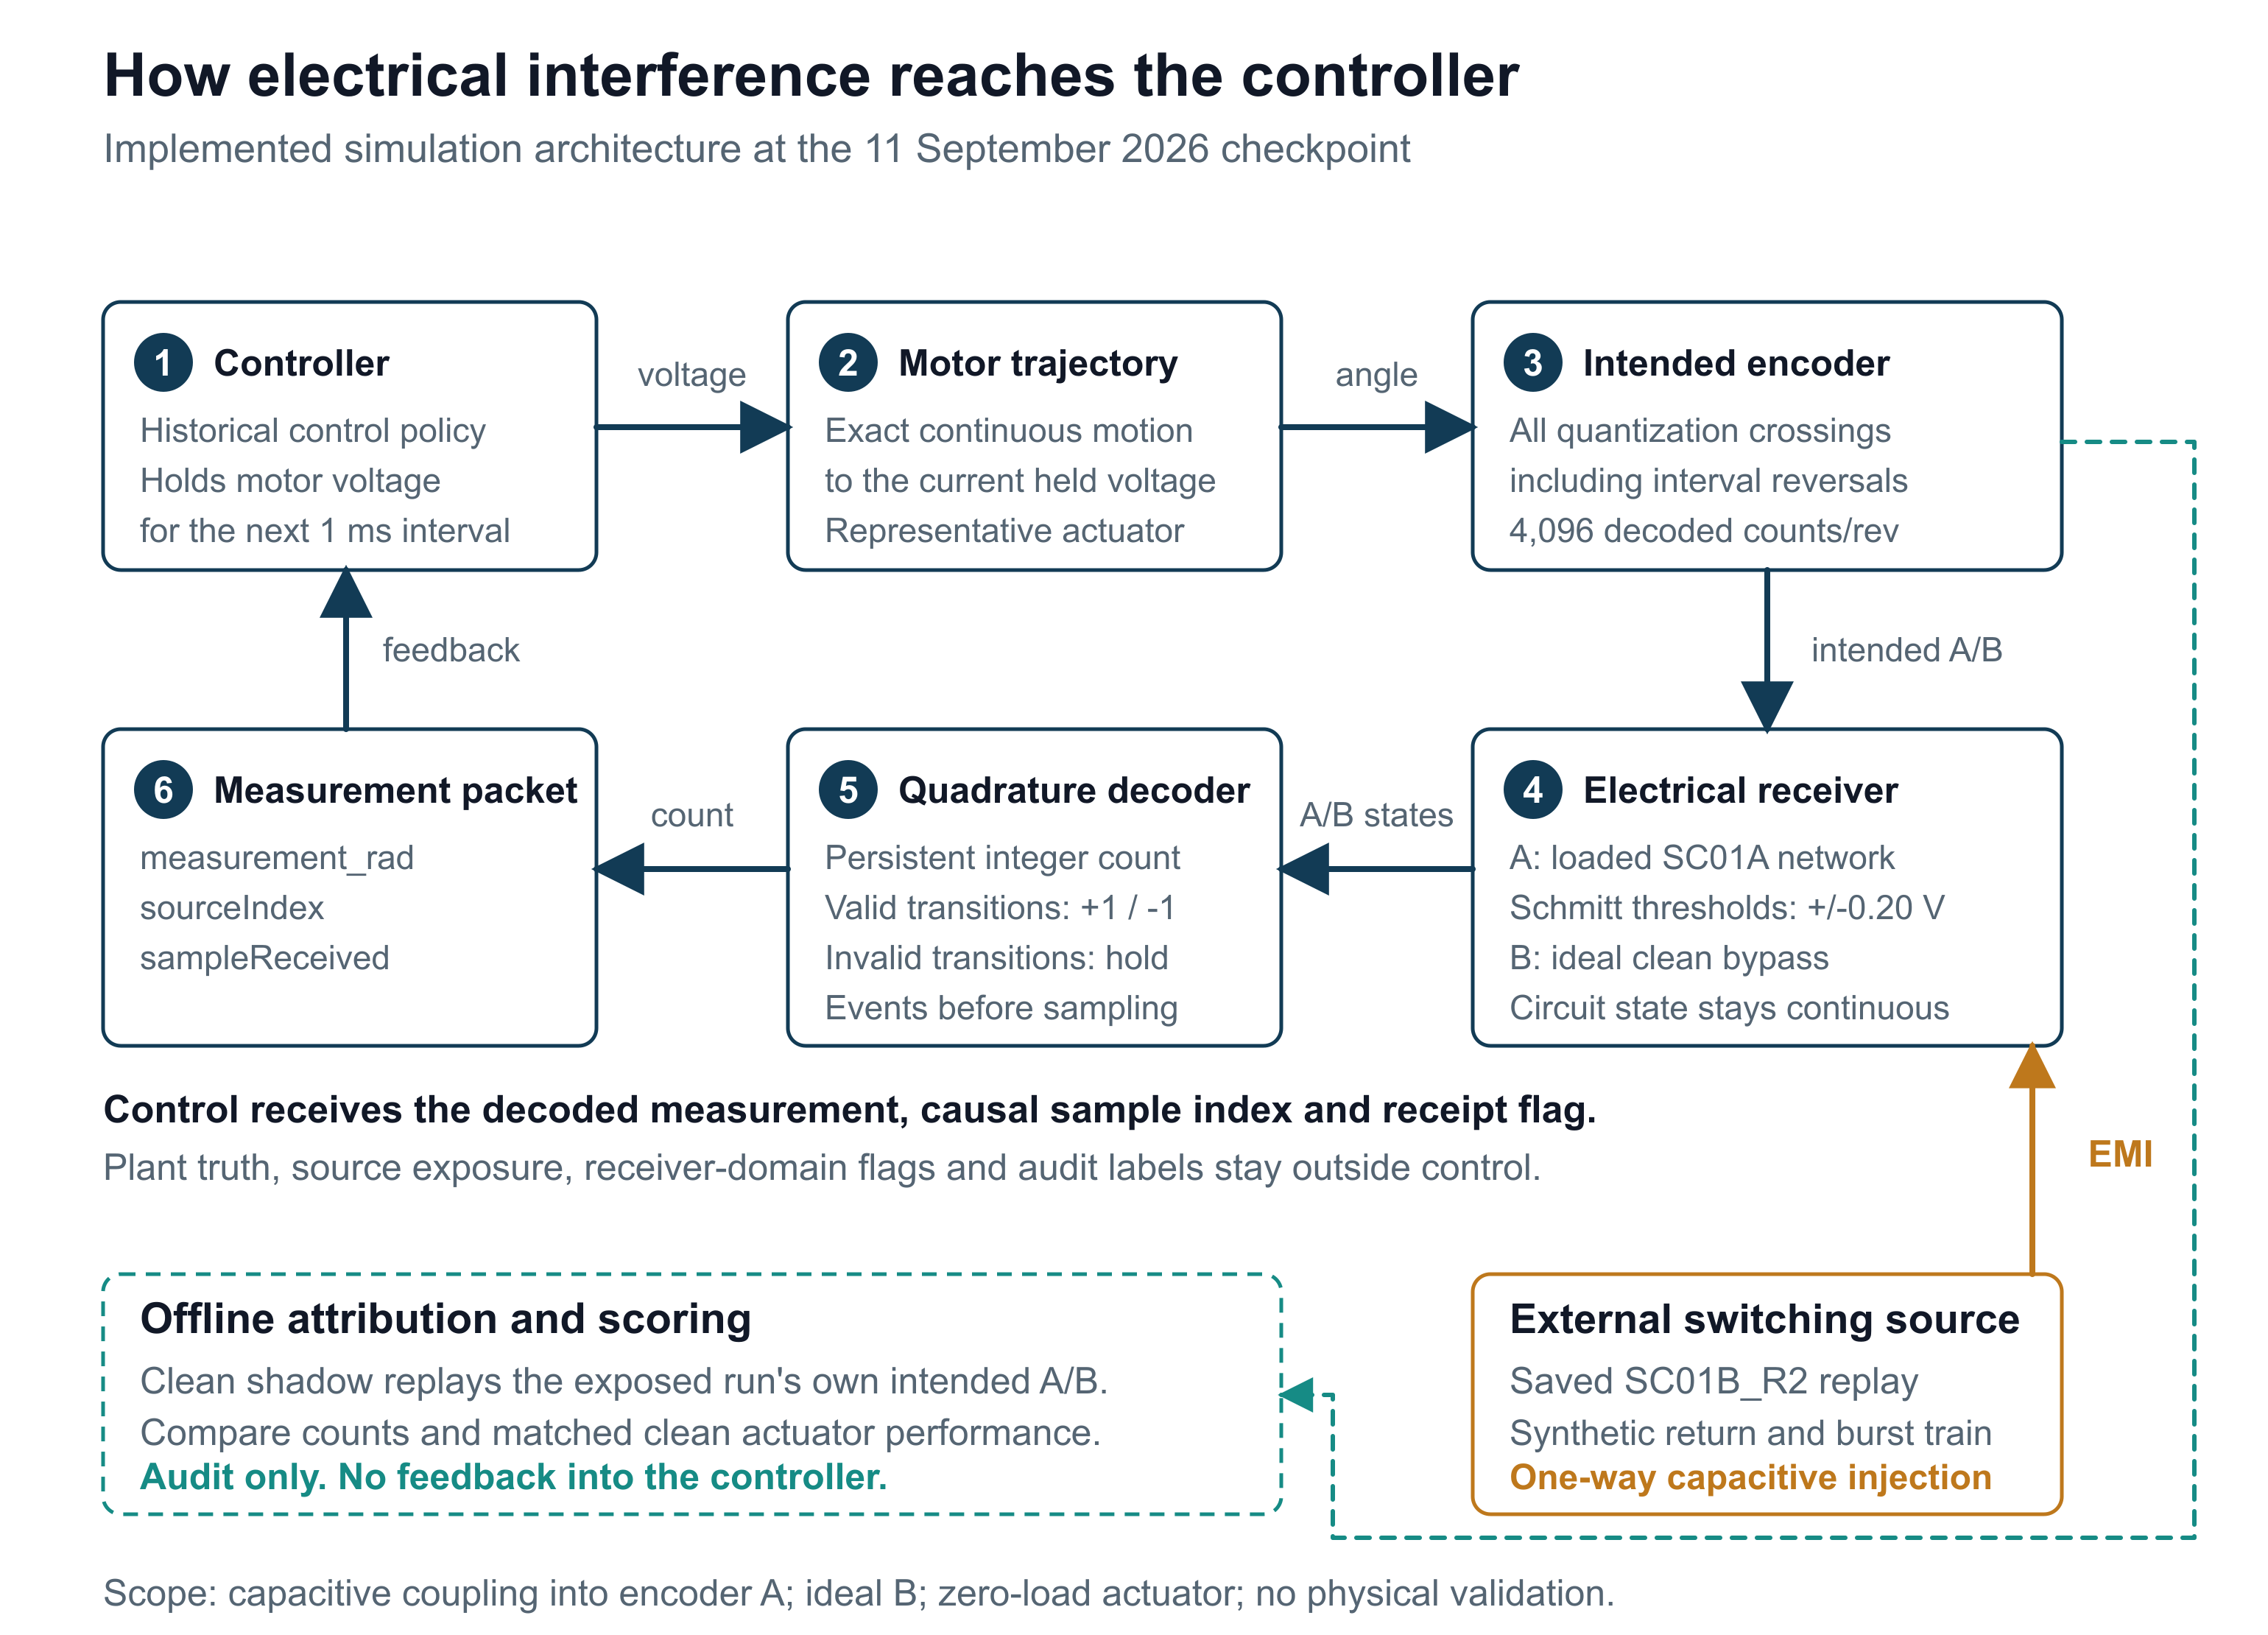 How electrical interference reaches the controller
Implemented simulation architecture at the 11 September 2026 checkpoint
1 Controller
Historical control policy
Holds motor voltage
for the next 1 ms interval
voltage
2 Motor trajectory
Exact continuous motion
to the current held voltage
Representative actuator
angle
3 Intended encoder
All quantization crossings
including interval reversals
4,096 decoded counts/rev
feedback
intended A/B
6 Measurement packet
measurement_rad
sourceIndex
sampleReceived
count
5 Quadrature decoder
Persistent integer count
Valid transitions: +1 / -1
Invalid transitions: hold
Events before sampling
A/B states
4 Electrical receiver
A: loaded SC01A network
Schmitt thresholds: +/-0.20 V
B: ideal clean bypass
Circuit state stays continuous
Control receives the decoded measurement, causal sample index and receipt flag.
Plant truth, source exposure, receiver-domain flags and audit labels stay outside control.
EMI
Offline attribution and scoring
Clean shadow replays the exposed run's own intended A/B.
Compare counts and matched clean actuator performance.
Audit only. No feedback into the controller.
External switching source
Saved SC01B_R2 replay
Synthetic return and burst train
One-way capacitive injection
Scope: capacitive coupling into encoder A; ideal B; zero-load actuator; no physical validation.